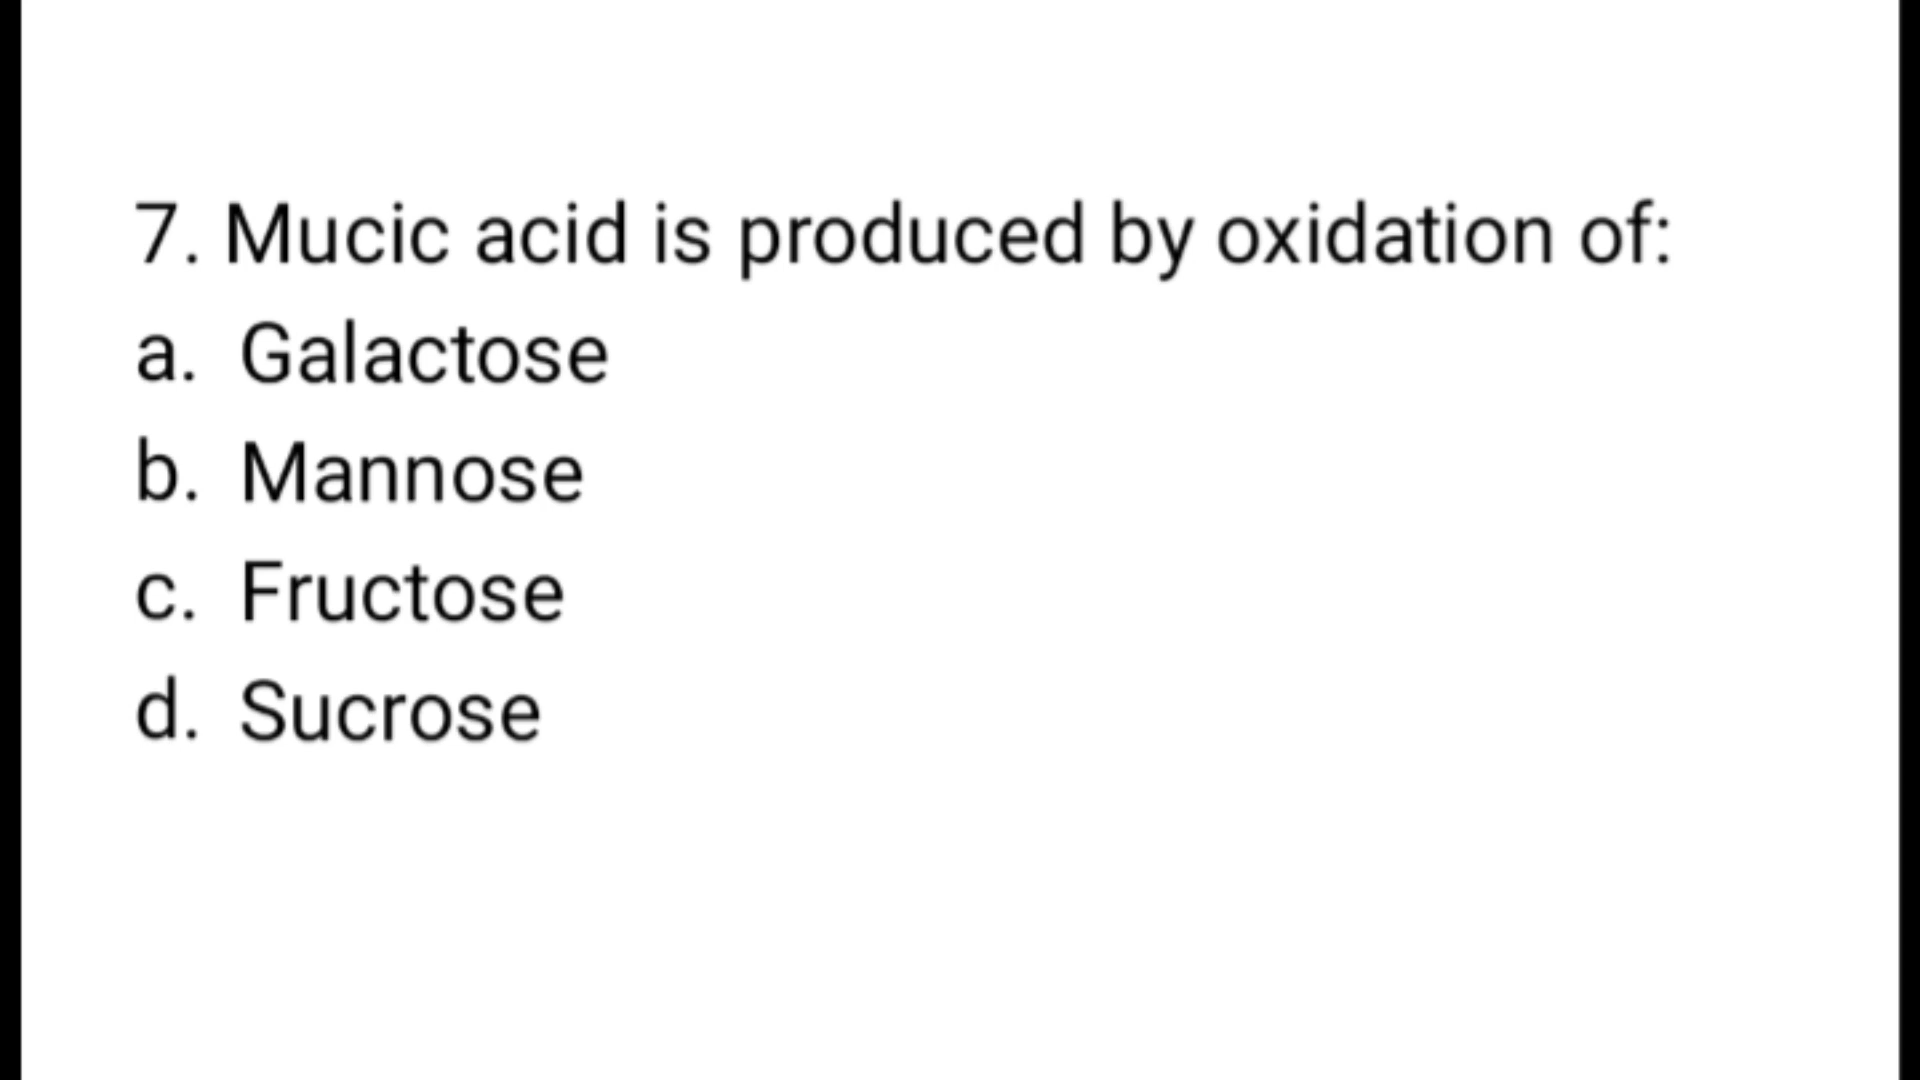 7. Mucic acid is produced by oxidation of:
a. Galactose
b. Mannose
c. Fructose
d. Sucrose